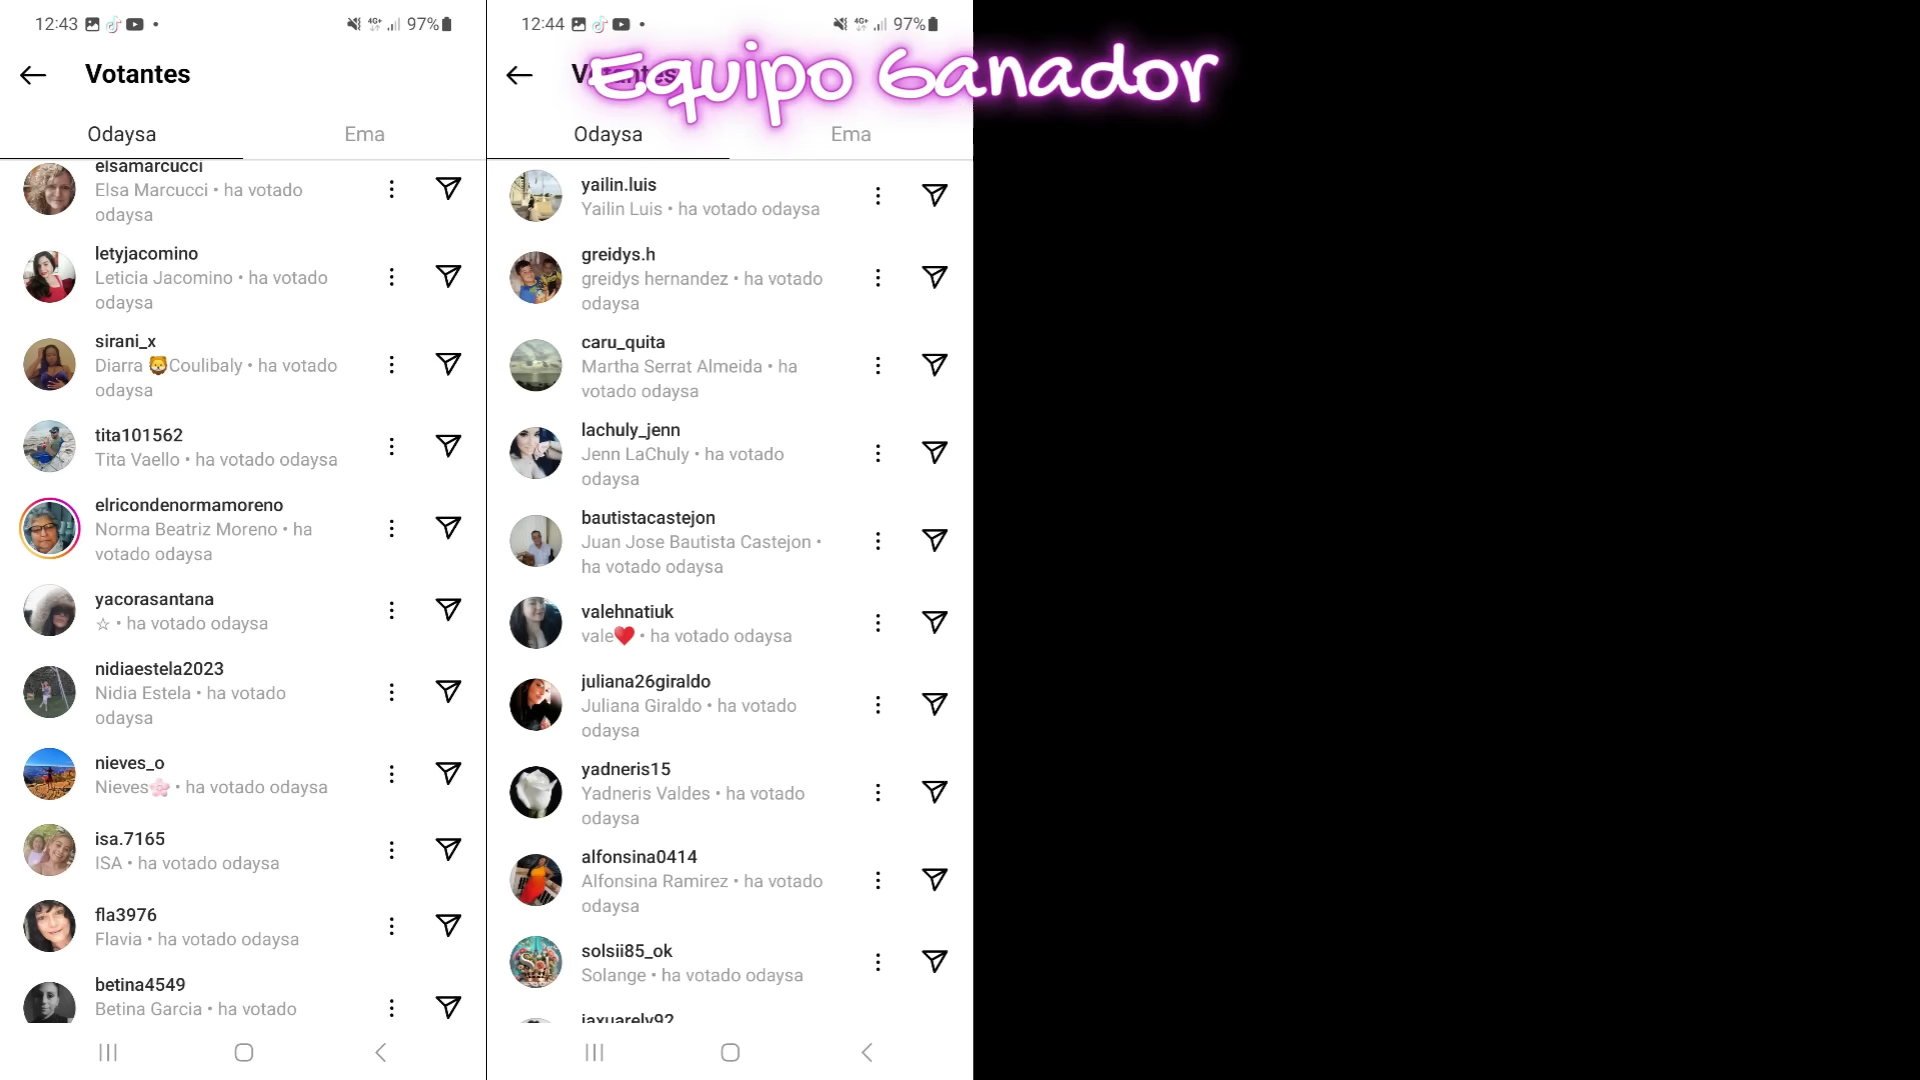 12:43
97%
Votantes
Odaysa
Ema
elsamarcucci
Elsa Marcucci • ha votado
odaysa
letyjacomino
Leticia Jacomino • ha votado
odaysa
sirani_x
Diarra 🦁Coulibaly • ha votado
odaysa
tita101562
Tita Vaello • ha votado odaysa
elricondenormamoreno
Norma Beatriz Moreno • ha
votado odaysa
yacorasantana
☆ • ha votado odaysa
nidiaestela2023
Nidia Estela • ha votado
odaysa
nieves_o
Nieves🌸 • ha votado odaysa
isa.7165
ISA • ha votado odaysa
fla3976
Flavia • ha votado odaysa
betina4549
Betina Garcia • ha votado
12:44
97%
Votantes
Equipo Ganador
Odaysa
Ema
yailin.luis
Yailin Luis • ha votado odaysa
greidys.h
greidys hernandez • ha votado
odaysa
caru_quita
Martha Serrat Almeida • ha
votado odaysa
lachuly_jenn
Jenn LaChuly • ha votado
odaysa
bautistacastejon
Juan Jose Bautista Castejon •
ha votado odaysa
valehnatiuk
vale❤️ • ha votado odaysa
juliana26giraldo
Juliana Giraldo • ha votado
odaysa
yadneris15
Yadneris Valdes • ha votado
odaysa
alfonsina0414
Alfonsina Ramirez • ha votado
odaysa
solsii85_ok
Solange • ha votado odaysa